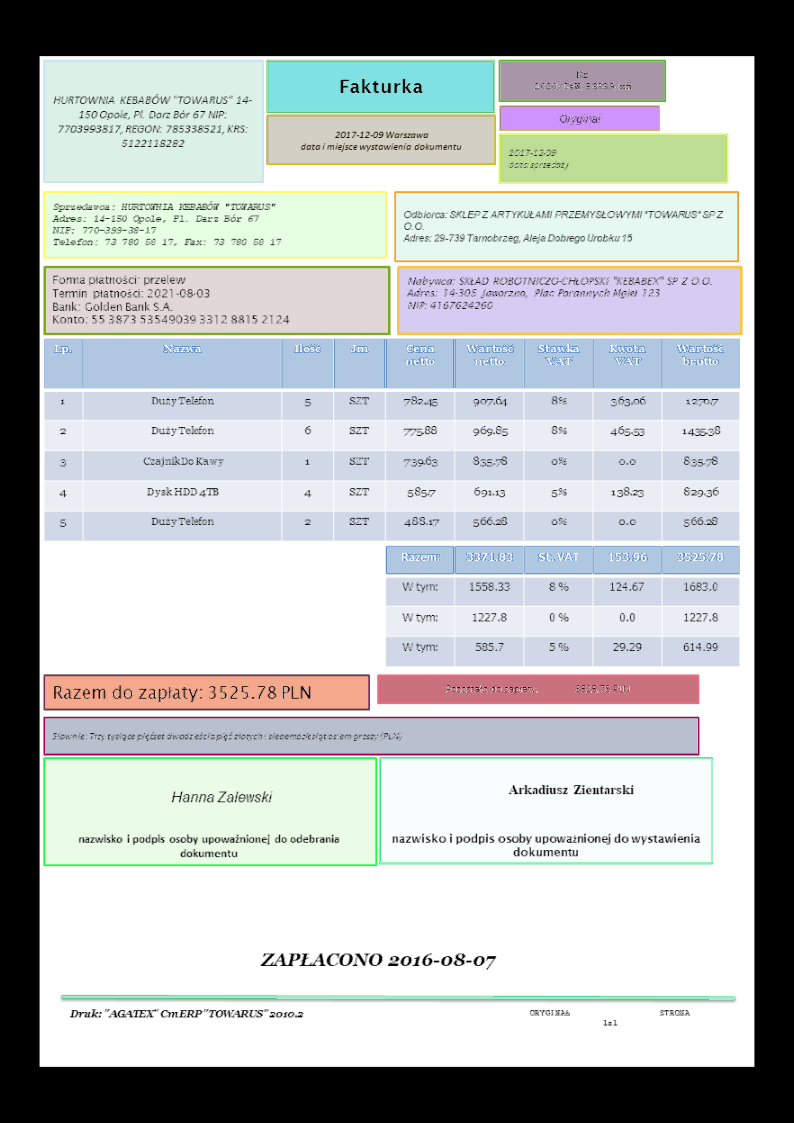 HURTOWNIA KEBABÓW "TOWARUS" 14-
150 Opole, Pl. Darz Bór 67 NIP:
7703993817, REGON: 785338521, KRS:
5122118282
Fakturka
2017-12-09 Warszawa
data i miejsce wystawienia dokumentu
Nr
Oryginał
2017-12-09
data sprzedaży
Sprzedawca: HURTOWNIA KEBABÓW "TOWARUS"
Adres: 14-150 Opole, Pl. Darz Bór 67
NIP: 770-399-38-17
Telefon: 73 780 58 17, Fax: 73 780 58 17
Odbiorca: SKLEP Z ARTYKUŁAMI PRZEMYSŁOWYMI "TOWARUS" SP Z
O.O.
Adres: 29-739 Tarnobrzeg, Aleja Dobrego Urobku 15
Forma płatności: przelew
Termin płatności: 2021-08-03
Bank: Golden Bank S.A.
Konto: 55 3873 53549039 3312 8815 2124
Nabywca: SKŁAD ROBOTNICZO-CHŁOPSKI "KEBABEX" SP Z O.O.
Adres: 14-305 Jaworzno, Plac Porannych Mgieł 123
NIP: 4167624260
Lp. Nazwa Ilość Jm Cena netto Wartość netto Stawka VAT Kwota VAT Wartość brutto
1 Duży Telefon 5 SZT 782.45 907.64 8% 363.06 1270.7
2 Duży Telefon 6 SZT 775.88 969.85 8% 465.53 1435.38
3 Czajnik Do Kawy 1 SZT 739.63 835.78 0% 0.0 835.78
4 Dysk HDD 4TB 4 SZT 585.7 691.13 5% 138.23 829.36
5 Duży Telefon 2 SZT 488.17 566.28 0% 0.0 566.28
Razem: 3371.83 St. VAT 153.96 3525.78
W tym: 1558.33 8 % 124.67 1683.0
W tym: 1227.8 0 % 0.0 1227.8
W tym: 585.7 5 % 29.29 614.99
Razem do zapłaty: 3525.78 PLN
Pozostało do zapłaty: 3525.78 PLN
Słownie: Trzy tysiące pięćset dwadzieścia pięć złotych i siedemdziesiąt osiem groszy (PLN)
Hanna Zalewski
nazwisko i podpis osoby upoważnionej do odebrania
dokumentu
Arkadiusz Zientarski
nazwisko i podpis osoby upoważnionej do wystawienia
dokumentu
ZAPŁACONO 2016-08-07
Druk: "AGATEX" CmERP "TOWARUS" 2010.2
ORYGINAŁ STRONA
1z1